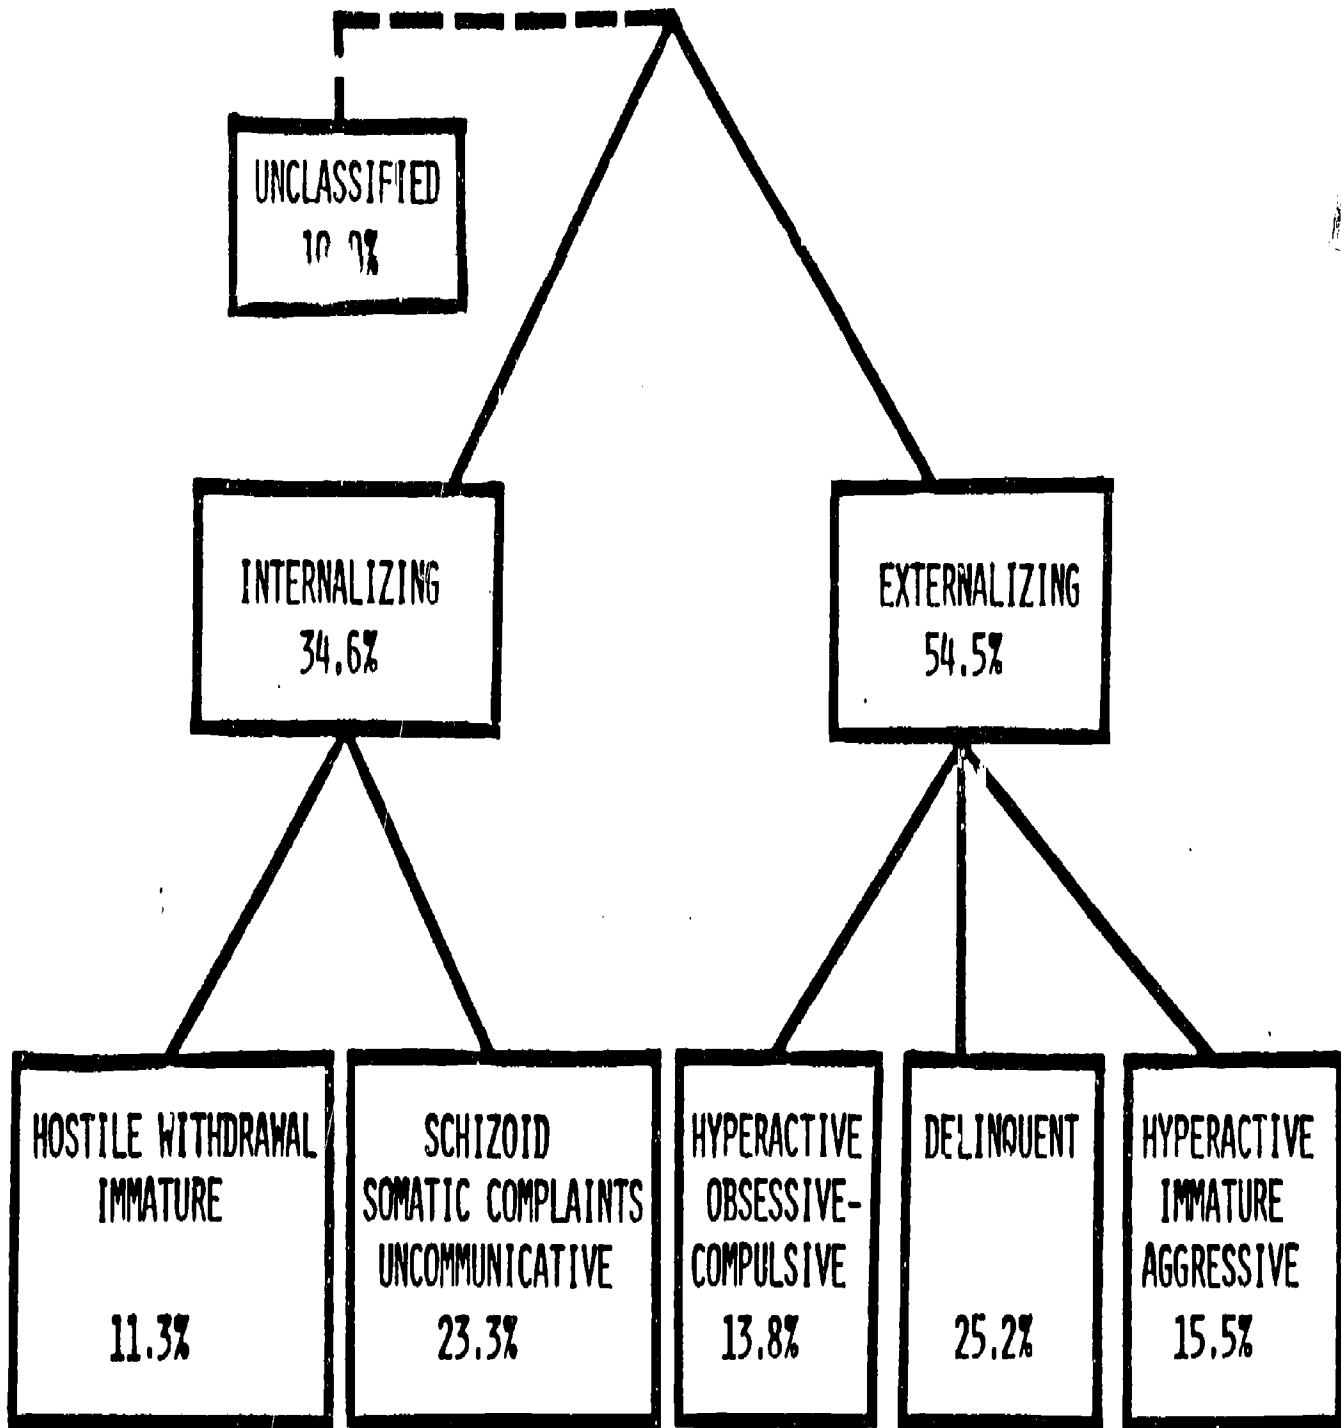 UNCLASSIFIED
INTERNALIZING
34.6%
EXTERNALIZING
54.5%
HOSTILE WITHDRAWAL
IMMATURE
11.3%
SCHIZOID
SOMATIC COMPLAINTS
UNCOMMUNICATIVE
23.3%
HYPERACTIVE
OBSESSIVE-
COMPULSIVE
13.8%
DELINQUENT
25.2%
HYPERACTIVE
IMMATURE
AGGRESSIVE
15.5%